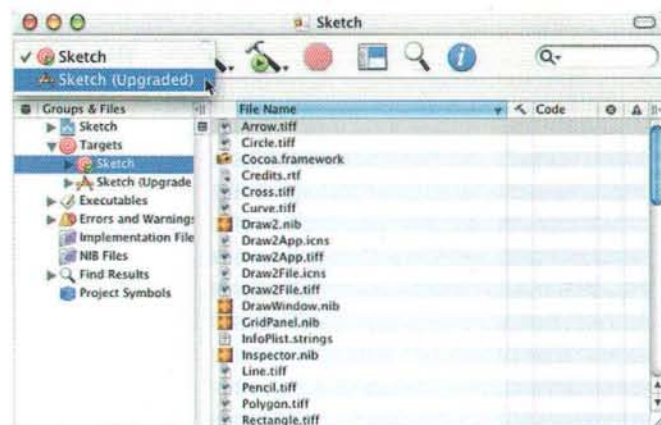 Sketch
✓ Sketch
Sketch (Upgraded)
Q-
Groups & Files
File Name
Code
Sketch
Targets
Sketch
Sketch (Upgrade
Executables
Errors and Warnings
Implementation File
NIB Files
Find Results
Project Symbols
Arrow.tiff
Circle.tiff
Cocoa.framework
Credits.rtf
Cross.tiff
Curve.tiff
Draw2.nib
Draw2App.icns
Draw2App.tiff
Draw2File.icns
Draw2File.tiff
DrawWindow.nib
GridPanel.nib
InfoPlist.strings
Inspector.nib
Line.tiff
Pencil.tiff
Polygon.tiff
Rectangle.tiff